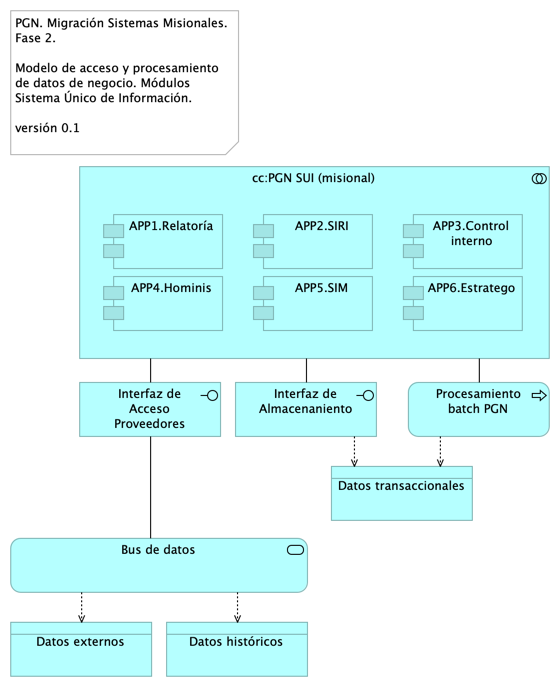 PGN. Migración Sistemas Misionales.
Fase 2.
Modelo de acceso y procesamiento
de datos de negocio. Módulos
Sistema Único de Información.
versión 0.1
cc:PGN SUI (misional)
APP1.Relatoría
APP2.SIRI
APP3.Control
interno
APP4.Hominis
APP5.SIM
APP6.Estratego
Interfaz de
Acceso
Proveedores
Interfaz de
Almacenaniento
Procesamiento
batch PGN
Datos transaccionales
Bus de datos
Datos externos
Datos históricos